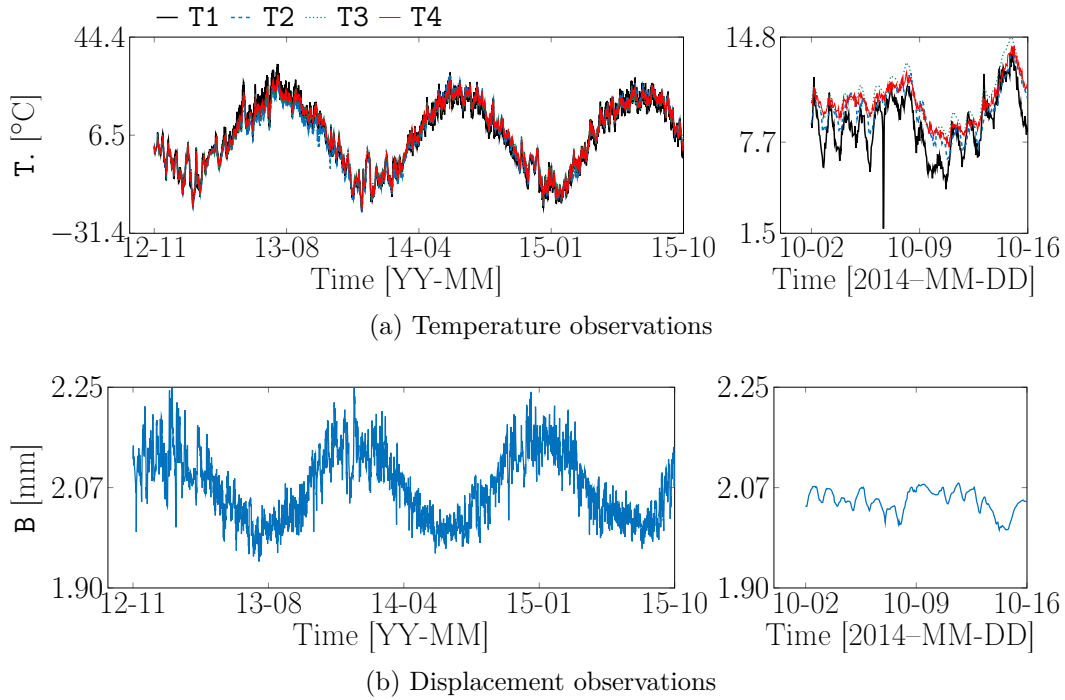 T1 T2 T3 T4
44.4
6.5
−31.4
T. [°C]
12-11 13-08 14-04 15-01 15-10
Time [YY-MM]
14.8
7.7
1.5
10-02 10-09 10-16
Time [2014–MM-DD]
(a) Temperature observations
2.25
2.07
1.90
B [mm]
12-11 13-08 14-04 15-01 15-10
Time [YY-MM]
2.25
2.07
1.90
10-02 10-09 10-16
Time [2014–MM-DD]
(b) Displacement observations